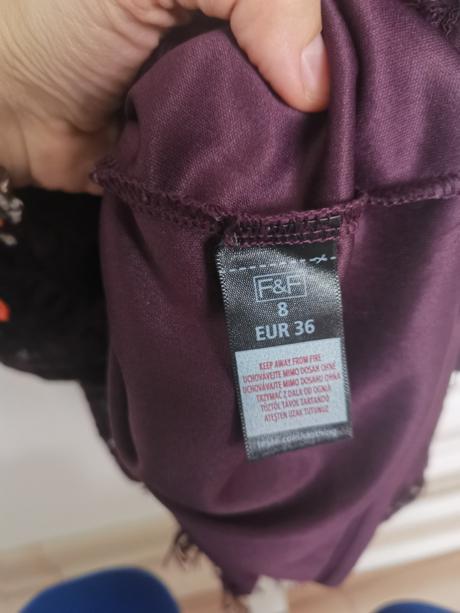 F&F
8
EUR 36
KEEP AWAY FROM FIRE
UCHOVÁVEJTE MIMO DOSAH OHNĚ
UCHOVÁVAJTE MIMO DOSAHU OHŇA
TRZYMAĆ Z DALA OD OGNIA
TŰZTŐL TÁVOL TARTANDÓ
ATEŞTEN UZAK TUTUNUZ